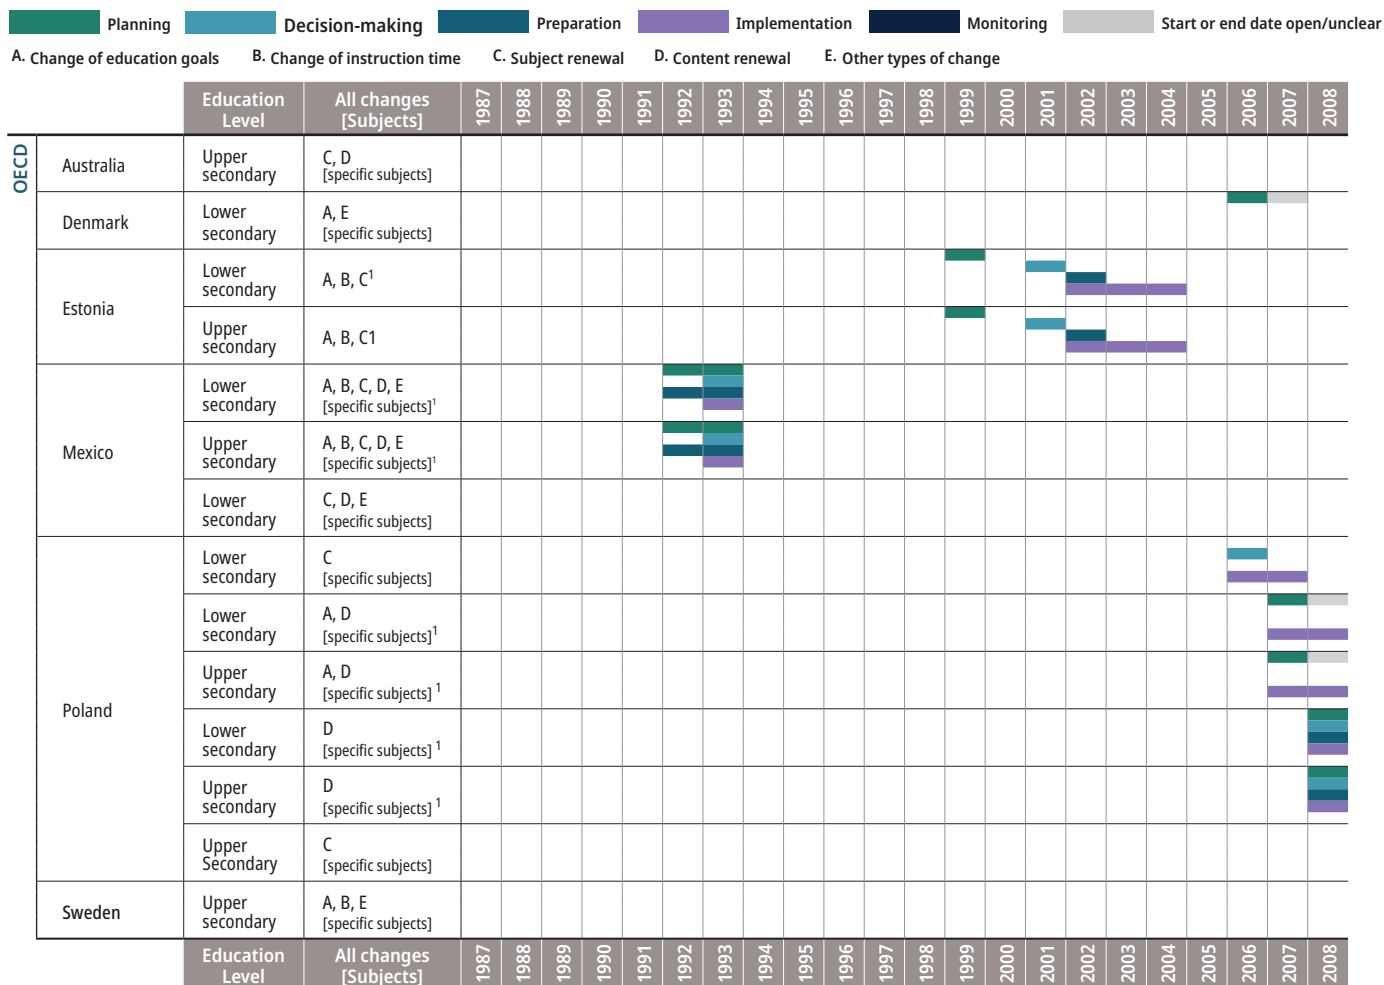 Planning Decision-making Preparation Implementation Monitoring Start or end date open/unclear
A. Change of education goals B. Change of instruction time C. Subject renewal D. Content renewal E. Other types of change
Education Level All changes [Subjects] 1987 1988 1989 1990 1991 1992 1993 1994 1995 1996 1997 1998 1999 2000 2001 2002 2003 2004 2005 2006 2007 2008
OECD
Australia
Upper
secondary
C, D
[specific subjects]
Denmark
Lower
secondary
A, E
[specific subjects]
Estonia
Lower
secondary
A, B, C1
Upper
secondary
A, B, C1
Mexico
Lower
secondary
A, B, C, D, E
[specific subjects]1
Upper
secondary
A, B, C, D, E
[specific subjects]1
Lower
secondary
C, D, E
[specific subjects]
Poland
Lower
secondary
C
[specific subjects]
Lower
secondary
A, D
[specific subjects]1
Upper
secondary
A, D
[specific subjects] 1
Lower
secondary
D
[specific subjects] 1
Upper
secondary
D
[specific subjects] 1
Upper
Secondary
C
[specific subjects]
Sweden
Upper
secondary
A, B, E
[specific subjects]
Education Level All changes [Subjects] 1987 1988 1989 1990 1991 1992 1993 1994 1995 1996 1997 1998 1999 2000 2001 2002 2003 2004 2005 2006 2007 2008